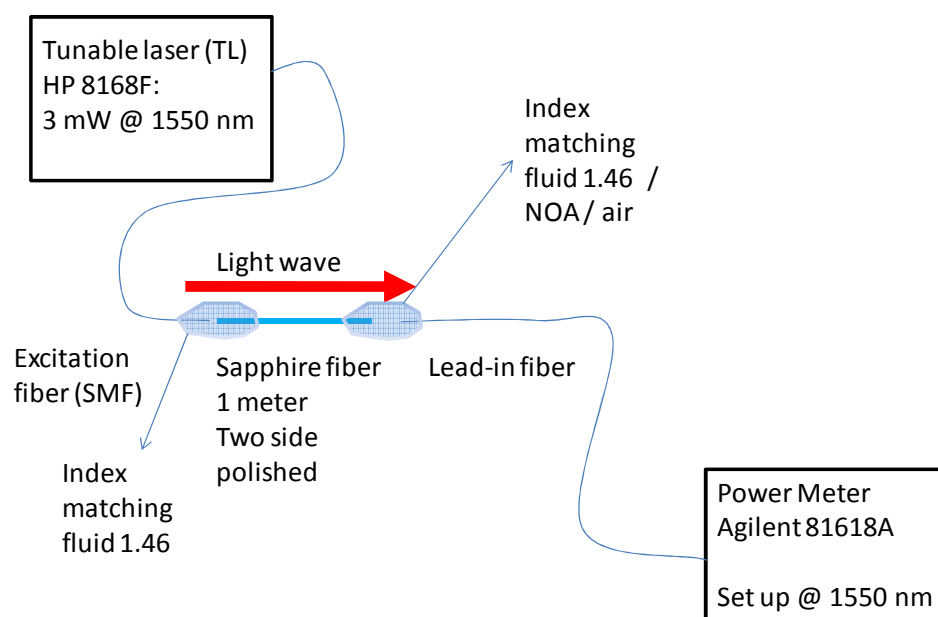 Tunable laser (TL)
HP 8168F:
3 mW @ 1550 nm
Index
matching
fluid 1.46 /
NOA / air
Light wave
Excitation
fiber (SMF)
Sapphire fiber
1 meter
Two side
polished
Lead-in fiber
Index
matching
fluid 1.46
Power Meter
Agilent 81618A
Set up @ 1550 nm